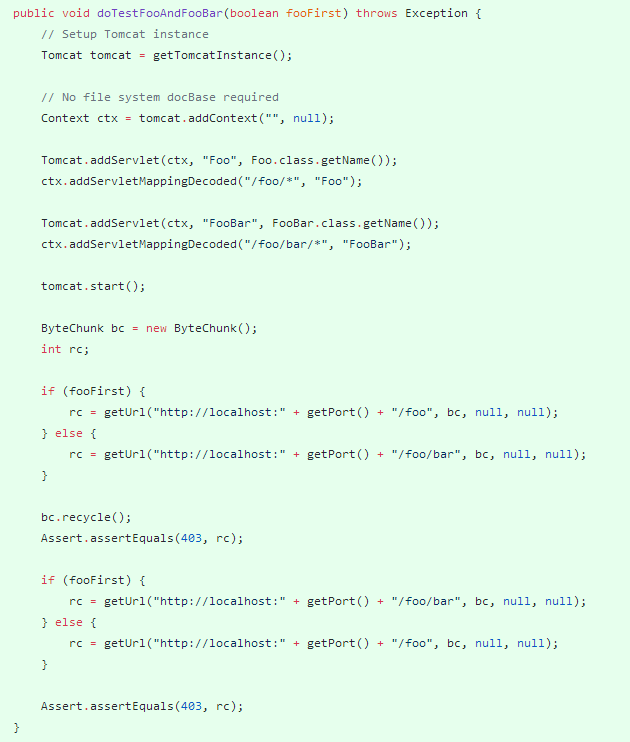 public void doTestFooAndFooBar(boolean fooFirst) throws Exception {
    // Setup Tomcat instance
    Tomcat tomcat = getTomcatInstance();

    // No file system docBase required
    Context ctx = tomcat.addContext("", null);

    Tomcat.addServlet(ctx, "Foo", Foo.class.getName());
    ctx.addServletMappingDecoded("/foo/*", "Foo");

    Tomcat.addServlet(ctx, "FooBar", FooBar.class.getName());
    ctx.addServletMappingDecoded("/foo/bar/*", "FooBar");

    tomcat.start();

    ByteChunk bc = new ByteChunk();
    int rc;

    if (fooFirst) {
        rc = getUrl("http://localhost:" + getPort() + "/foo", bc, null, null);
    } else {
        rc = getUrl("http://localhost:" + getPort() + "/foo/bar", bc, null, null);
    }

    bc.recycle();
    Assert.assertEquals(403, rc);

    if (fooFirst) {
        rc = getUrl("http://localhost:" + getPort() + "/foo/bar", bc, null, null);
    } else {
        rc = getUrl("http://localhost:" + getPort() + "/foo", bc, null, null);
    }

    Assert.assertEquals(403, rc);
}